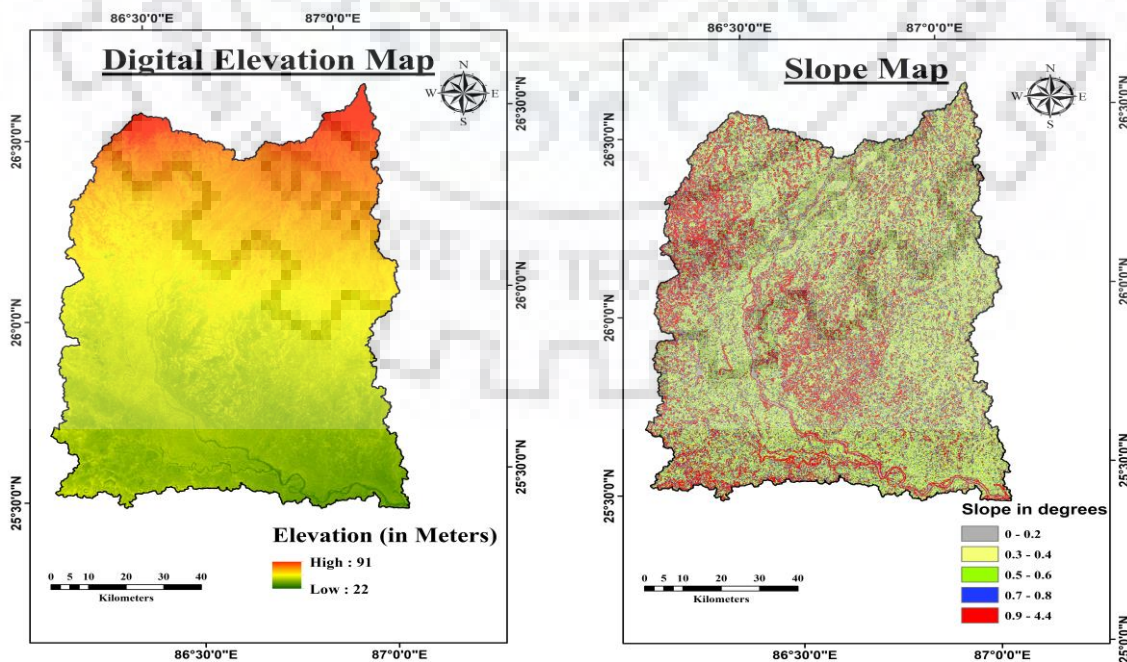 86°30'0"E 87°0'0"E
Digital Elevation Map
N
W E
S
26°30'0"N 26°30'0"N
26°0'0"N 26°0'0"N
25°30'0"N 25°30'0"N
Elevation (in Meters)
High : 91
Low : 22
0 5 10 20 30 40
Kilometers
86°30'0"E 87°0'0"E
86°30'0"E 87°0'0"E
Slope Map
N
W E
S
26°30'0"N 26°30'0"N
26°0'0"N 26°0'0"N
25°30'0"N 25°30'0"N
Slope in degrees
0 - 0.2
0.3 - 0.4
0.5 - 0.6
0.7 - 0.8
0.9 - 4.4
0 5 10 20 30 40
Kilometers
25°0'0"N
86°30'0"E 87°0'0"E